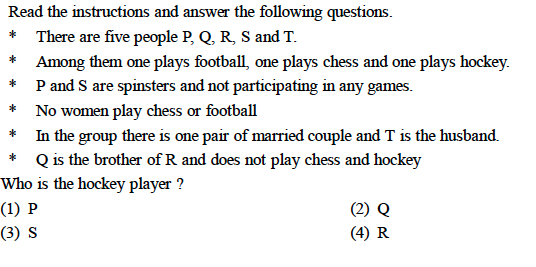 Read the instructions and answer the following questions.
* There are five people P, Q, R, S and T.
* Among them one plays football, one plays chess and one plays hockey.
* P and S are spinsters and not participating in any games.
* No women play chess or football
* In the group there is one pair of married couple and T is the husband.
* Q is the brother of R and does not play chess and hockey
Who is the hockey player ?
(1) P (2) Q
(3) S (4) R